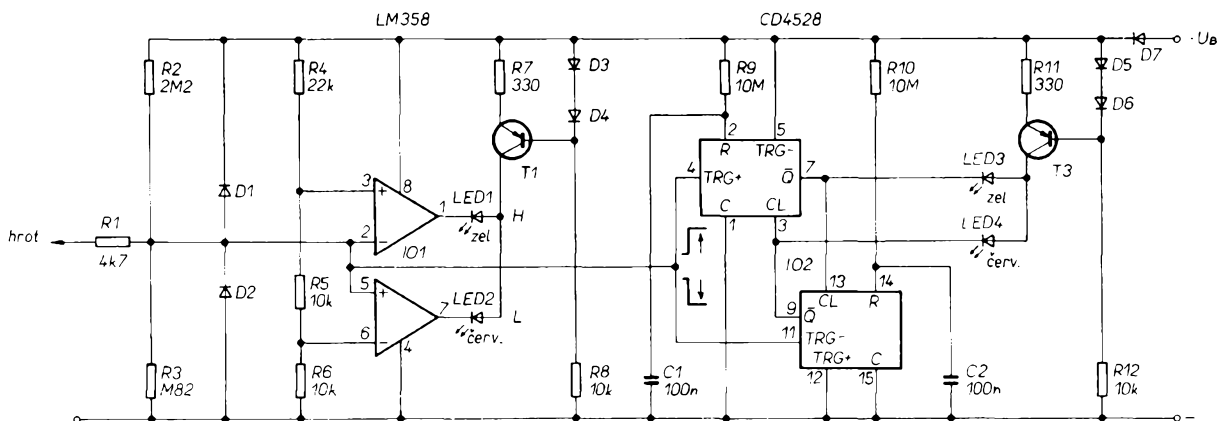 LM358
CD4528
R2
2M2
R4
22k
R7
330
D3
D4
R9
10M
R10
10M
R11
330
D5
D6
D7
- UB
T1
T3
2
R
5
TRG-
4
TRG+
7
Q̄
C
CL
1
3
LED3
zel
LED4
červ.
D1
3
+
8
1
2
-
IO1
LED1
zel
H
hrot
R1
4k7
D2
R5
10k
5
+
6
-
7
4
LED2
červ.
L
IO2
13
14
CL
R
9
Q̄
11
TRG-
TRG+
C
12
15
R3
M82
R6
10k
R8
10k
C1
100n
C2
100n
R12
10k
-